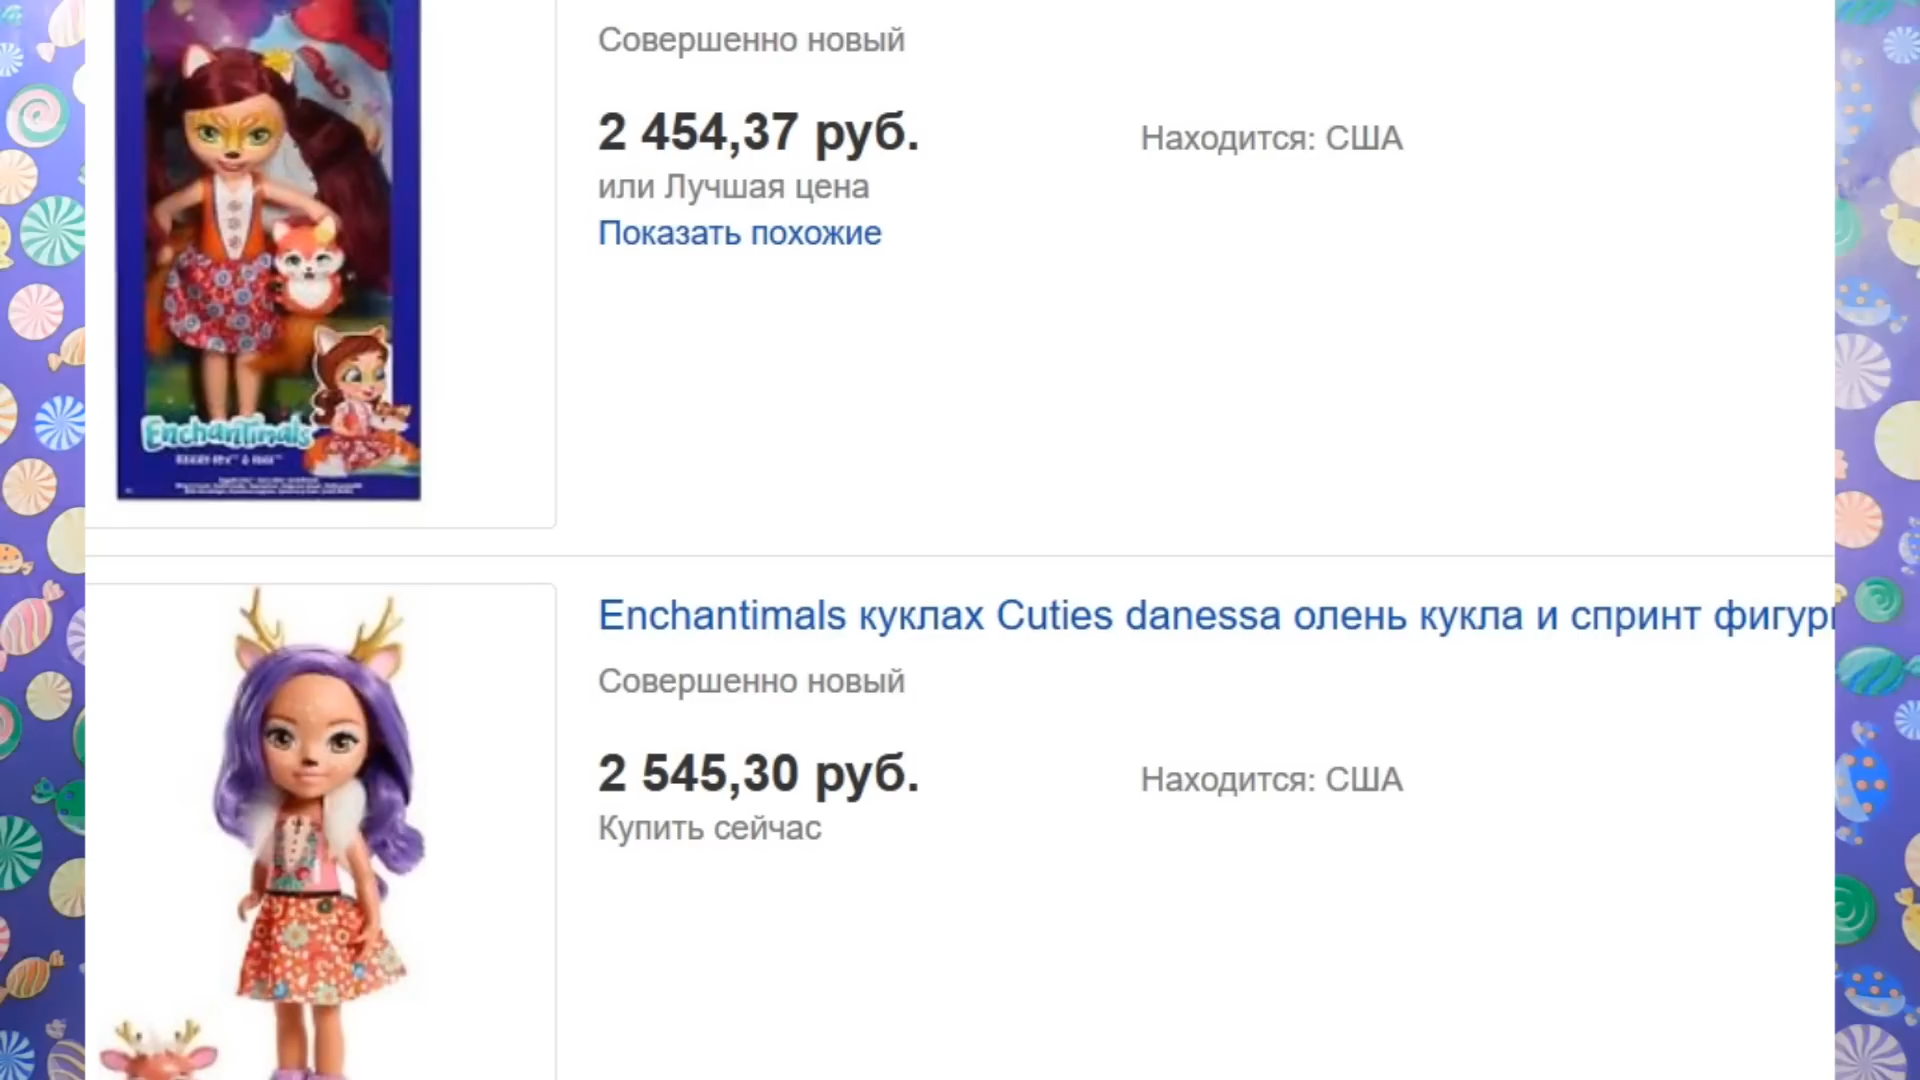 Совершенно новый
2 454,37 руб.
Находится: США
или Лучшая цена
Показать похожие
Enchantimals
Enchantimals куклах Cuties danessa олень кукла и спринт
Совершенно новый
2 545,30 руб.
Находится: США
Купить сейчас